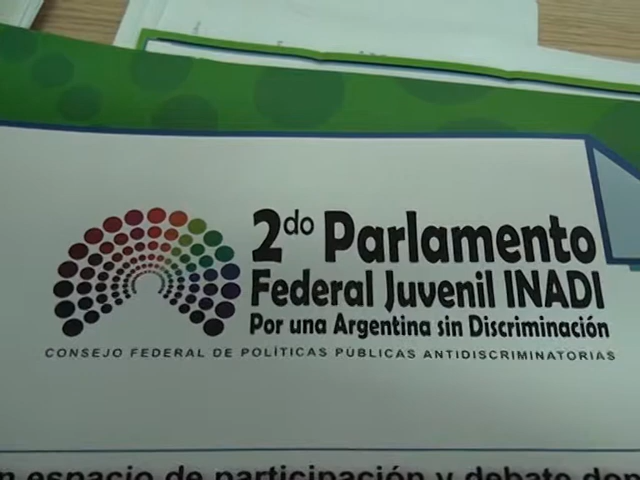 2do Parlamento
Federal Juvenil INADI
Por una Argentina sin Discriminación
CONSEJO FEDERAL DE POLÍTICAS PÚBLICAS ANTIDISCRIMINATORIAS
espacio de participación y debate